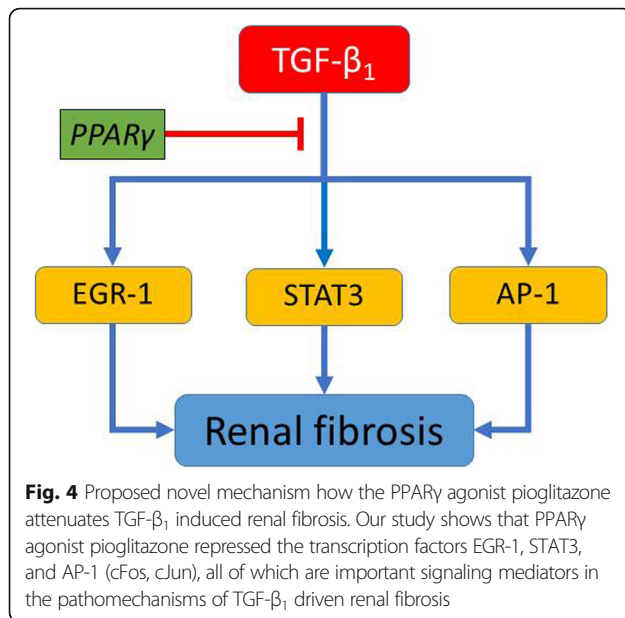 TGF-β₁
PPARγ
EGR-1
STAT3
AP-1
Renal fibrosis
Fig. 4 Proposed novel mechanism how the PPARγ agonist pioglitazone
attenuates TGF-β₁ induced renal fibrosis. Our study shows that PPARγ
agonist pioglitazone repressed the transcription factors EGR-1, STAT3,
and AP-1 (cFos, cJun), all of which are important signaling mediators in
the pathomechanisms of TGF-β₁ driven renal fibrosis